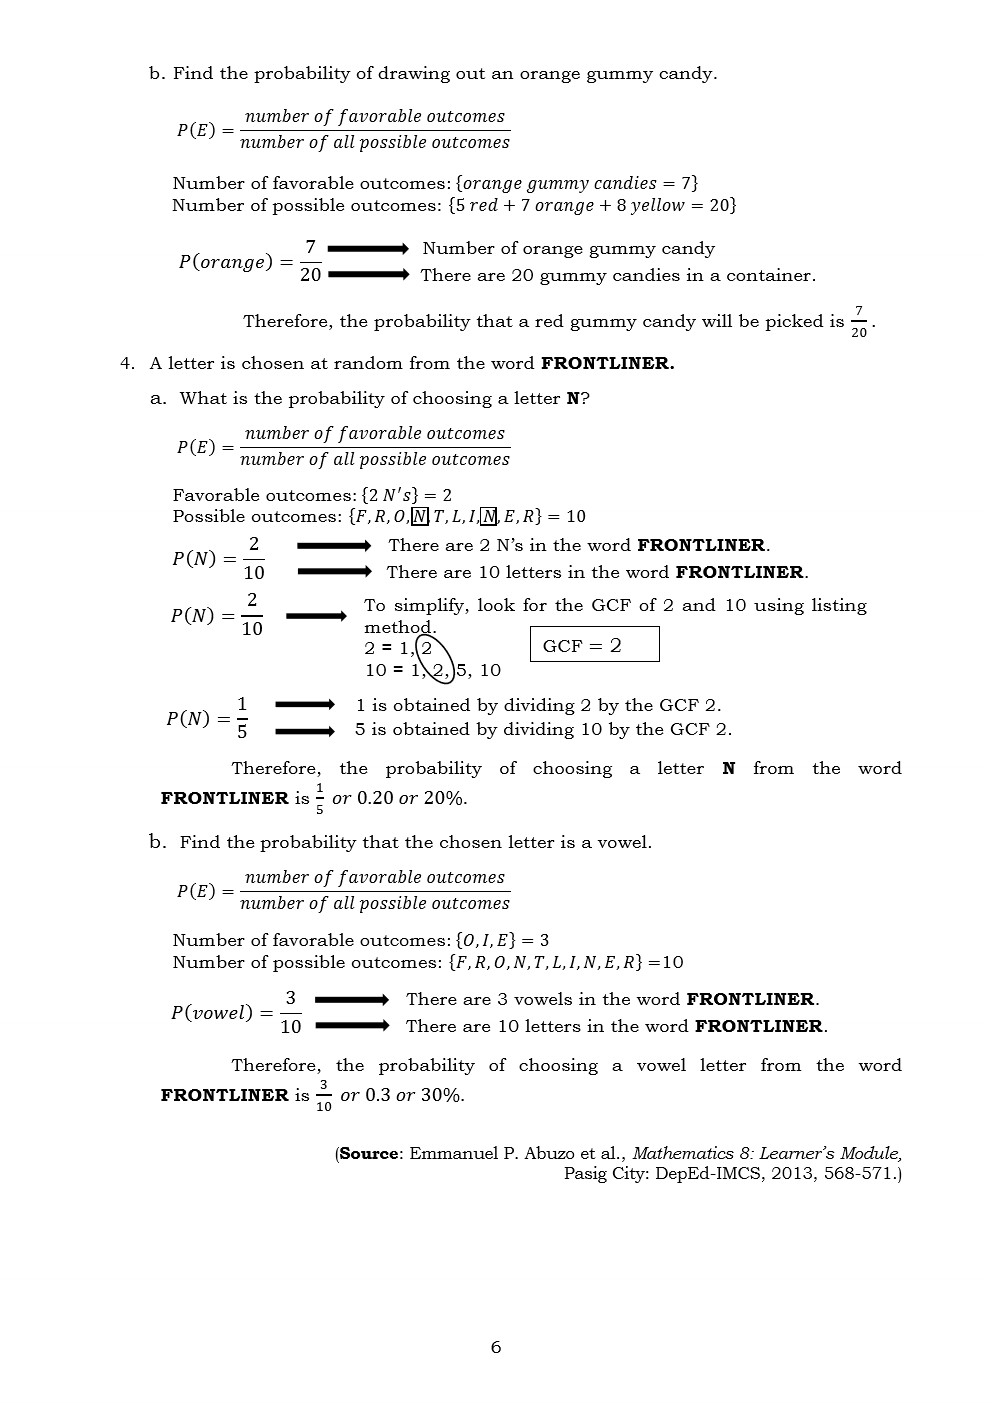 b. Find the probability of drawing out an orange gummy candy.
P(E) = number of favorable outcomes / number of all possible outcomes
Number of favorable outcomes: {orange gummy candies = 7}
Number of possible outcomes: {5 red + 7 orange + 8 yellow = 20}
P(orange) = 7/20
Number of orange gummy candy
There are 20 gummy candies in a container.
Therefore, the probability that a red gummy candy will be picked is 7/20.
4. A letter is chosen at random from the word FRONTLINER.
a. What is the probability of choosing a letter N?
P(E) = number of favorable outcomes / number of all possible outcomes
Favorable outcomes: {2 N's} = 2
Possible outcomes: {F, R, O, N, T, L, I, N, E, R} = 10
P(N) = 2/10
There are 2 N's in the word FRONTLINER.
There are 10 letters in the word FRONTLINER.
P(N) = 2/10
To simplify, look for the GCF of 2 and 10 using listing
method.
2 = 1, 2
GCF = 2
10 = 1, 2, 5, 10
P(N) = 1/5
1 is obtained by dividing 2 by the GCF 2.
5 is obtained by dividing 10 by the GCF 2.
Therefore, the probability of choosing a letter N from the word
FRONTLINER is 1/5 or 0.20 or 20%.
b. Find the probability that the chosen letter is a vowel.
P(E) = number of favorable outcomes / number of all possible outcomes
Number of favorable outcomes: {O, I, E} = 3
Number of possible outcomes: {F, R, O, N, T, L, I, N, E, R} =10
P(vowel) = 3/10
There are 3 vowels in the word FRONTLINER.
There are 10 letters in the word FRONTLINER.
Therefore, the probability of choosing a vowel letter from the word
FRONTLINER is 3/10 or 0.3 or 30%.
(Source: Emmanuel P. Abuzo et al., Mathematics 8: Learner's Module,
Pasig City: DepEd-IMCS, 2013, 568-571.)
6